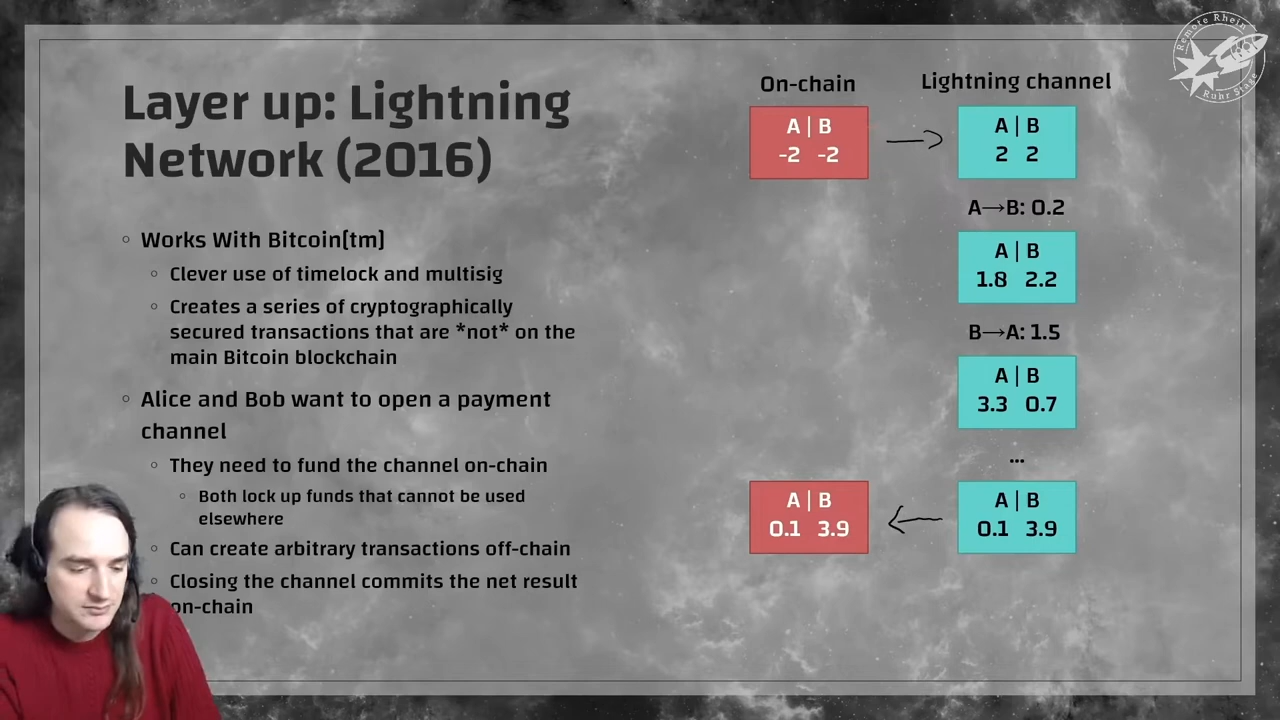 Layer up: Lightning
Network (2016)
Works With Bitcoin[tm]
Clever use of timelock and multisig
Creates a series of cryptographically
secured transactions that are *not* on the
main Bitcoin blockchain
Alice and Bob want to open a payment
channel
They need to fund the channel on-chain
Both lock up funds that cannot be used
elsewhere
Can create arbitrary transactions off-chain
Closing the channel commits the net result
on-chain
On-chain
A | B
-2 -2
Lightning channel
A | B
2 2
A→B: 0.2
A | B
1.8 2.2
B→A: 1.5
A | B
3.3 0.7
...
A | B
0.1 3.9
A | B
0.1 3.9
Remote Rhein
Ruhr Stage